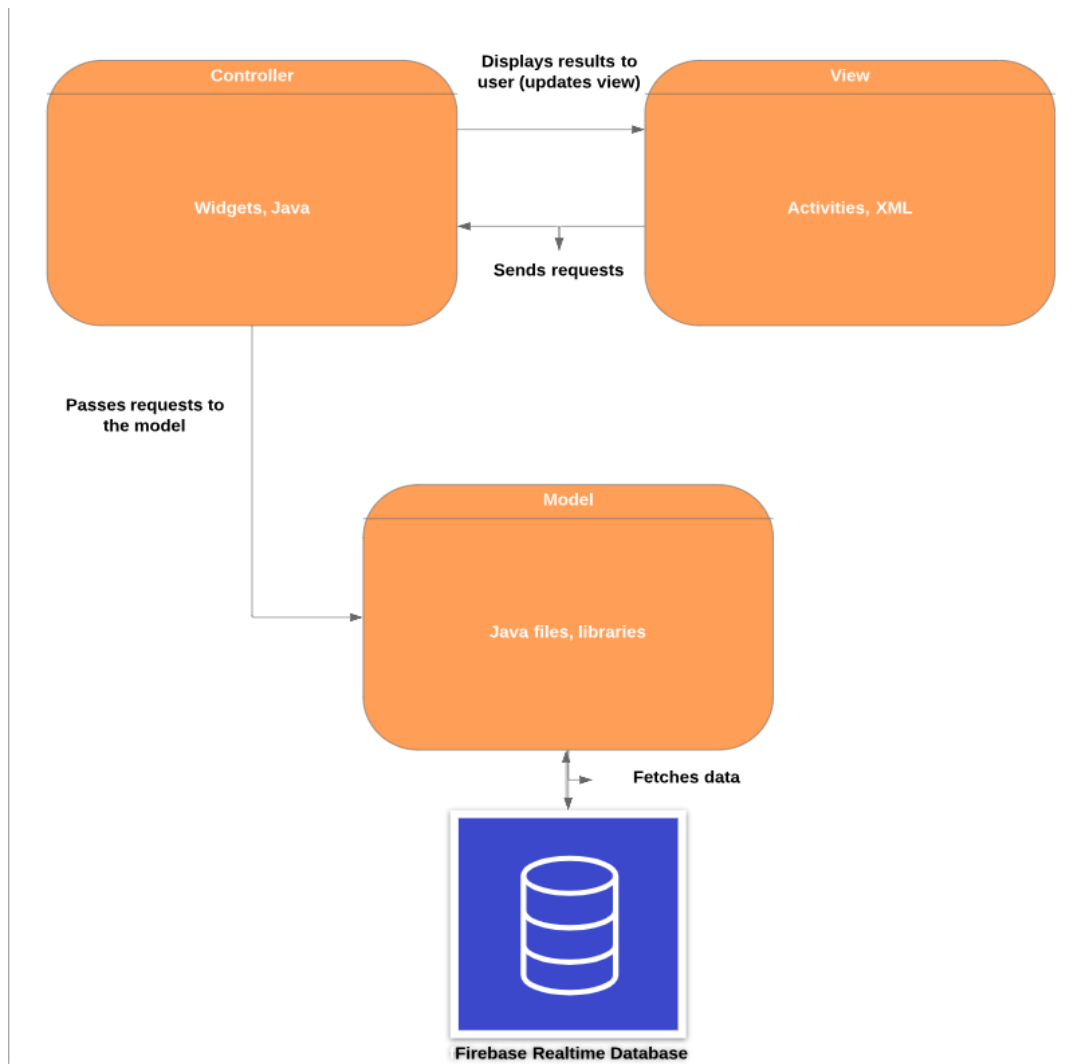 Displays results to
user (updates view)
Controller
View
Widgets, Java
Activities, XML
Sends requests
Passes requests to
the model
Model
Java files, libraries
Fetches data
Firebase Realtime Database